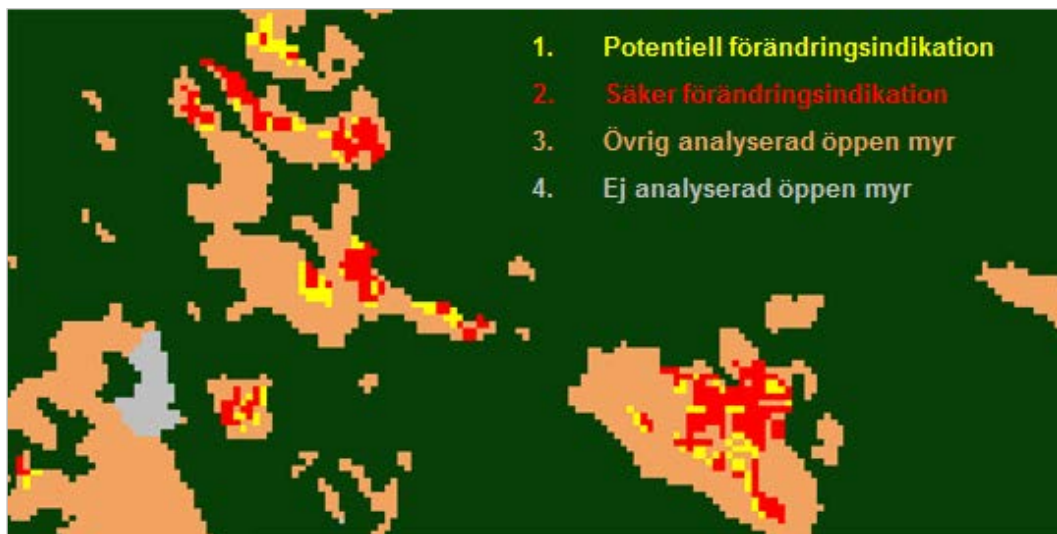 1. Potentiell förändringsindikation
2. Säker förändringsindikation
3. Övrig analyserad öppen myr
4. Ej analyserad öppen myr